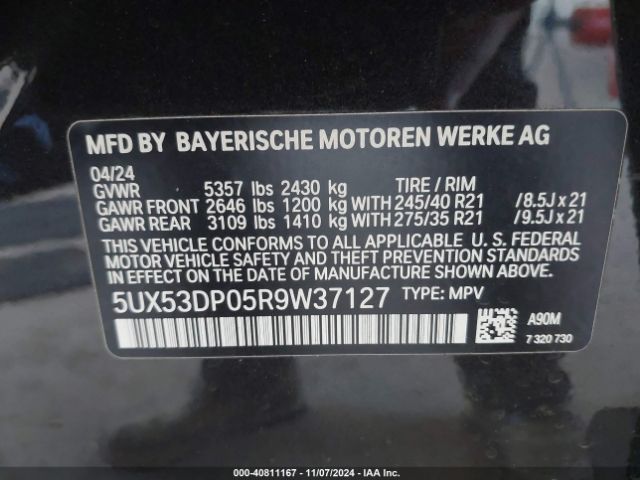 MFD BY BAYERISCHE MOTOREN WERKE AG
04/24
GVWR 5357 lbs 2430 kg TIRE / RIM
GAWR FRONT 2646 lbs 1200 kg WITH 245/40 R21 /8.5J x 21
GAWR REAR 3109 lbs 1410 kg WITH 275/35 R21 /9.5J x 21
THIS VEHICLE CONFORMS TO ALL APPLICABLE U. S. FEDERAL
MOTOR VEHICLE SAFETY AND THEFT PREVENTION STANDARDS
IN EFFECT ON THE DATE OF MANUFACTURE SHOWN ABOVE.
5UX53DP05R9W37127 TYPE: MPV
A90M
7 320 730
000-40811167 - 11/07/2024 - IAA Inc.